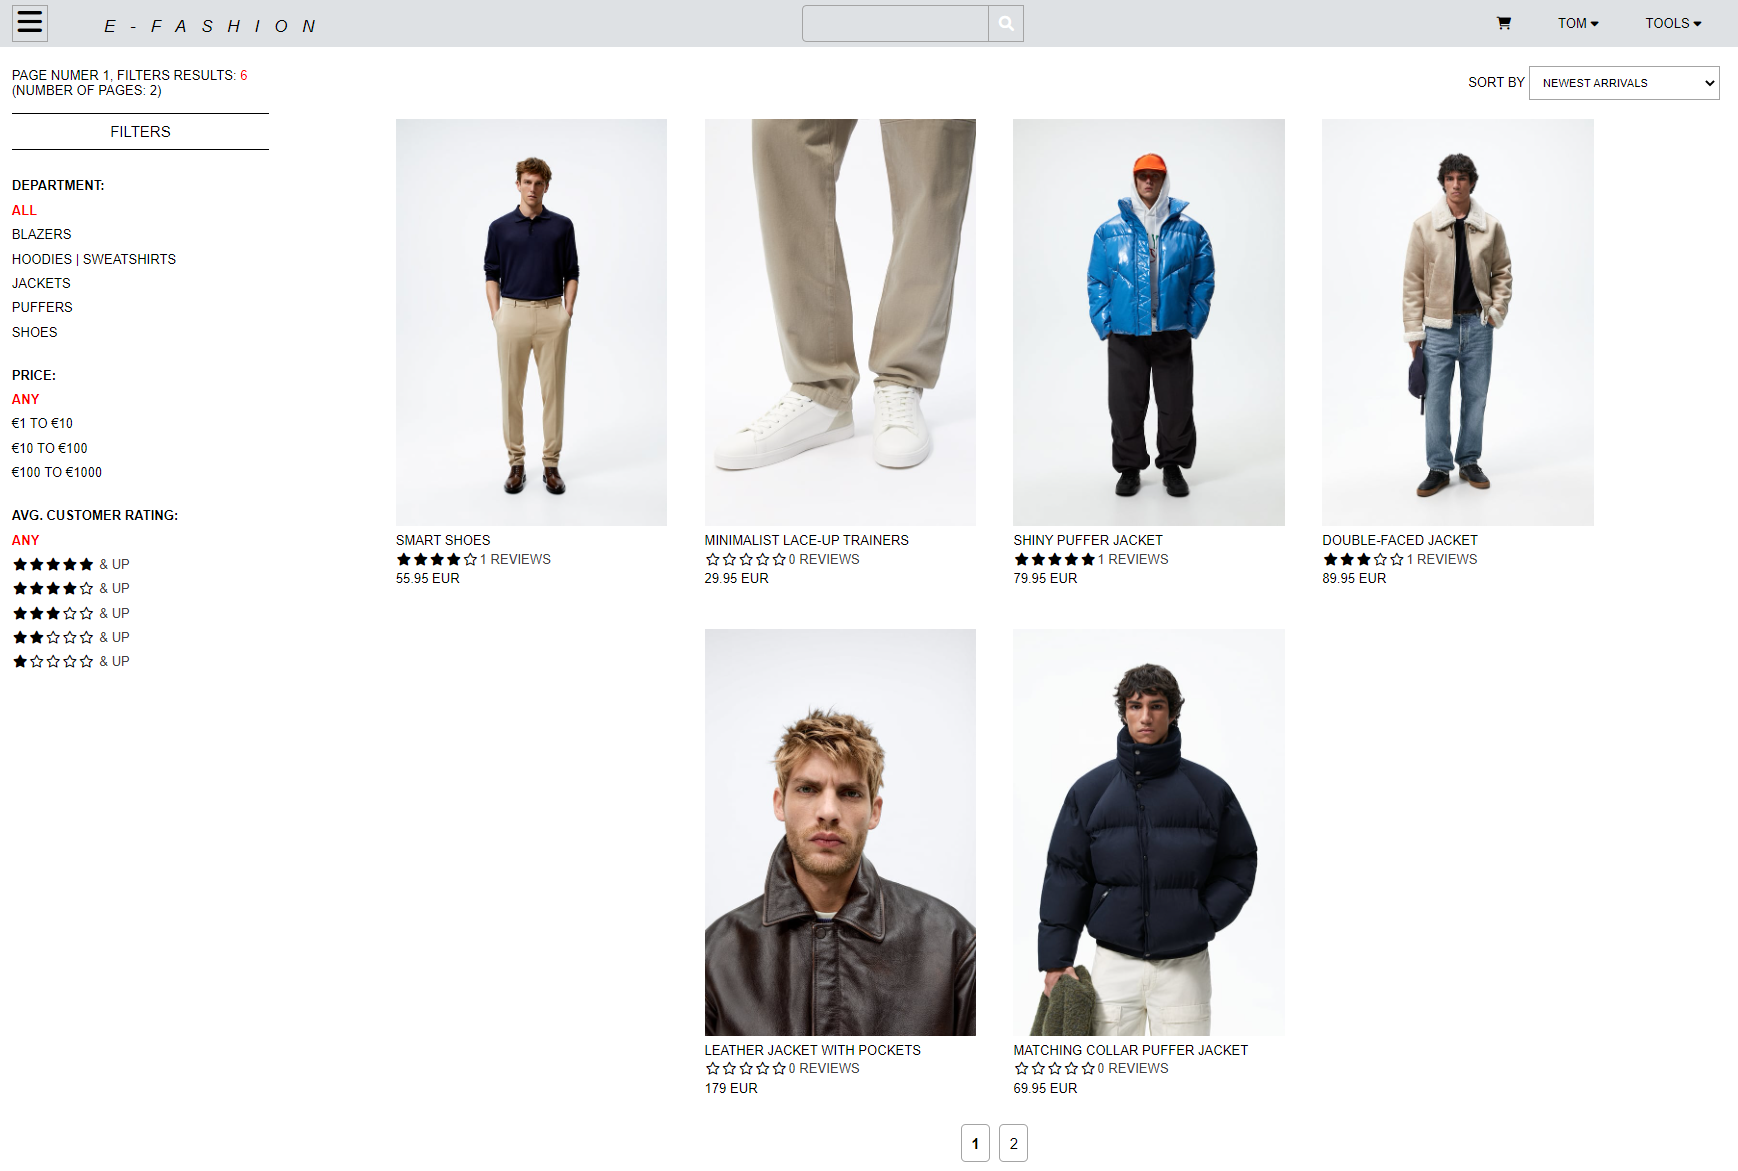 E-FASHION
TOM
TOOLS
PAGE NUMER 1, FILTERS RESULTS: 6
(NUMBER OF PAGES: 2)
SORT BY NEWEST ARRIVALS
FILTERS
DEPARTMENT:
ALL
BLAZERS
HOODIES | SWEATSHIRTS
JACKETS
PUFFERS
SHOES
PRICE:
ANY
€1 TO €10
€10 TO €100
€100 TO €1000
AVG. CUSTOMER RATING:
ANY
& UP
& UP
& UP
& UP
& UP
SMART SHOES
1 REVIEWS
55.95 EUR
MINIMALIST LACE-UP TRAINERS
0 REVIEWS
29.95 EUR
SHINY PUFFER JACKET
1 REVIEWS
79.95 EUR
DOUBLE-FACED JACKET
1 REVIEWS
89.95 EUR
LEATHER JACKET WITH POCKETS
0 REVIEWS
179 EUR
MATCHING COLLAR PUFFER JACKET
0 REVIEWS
69.95 EUR
1
2